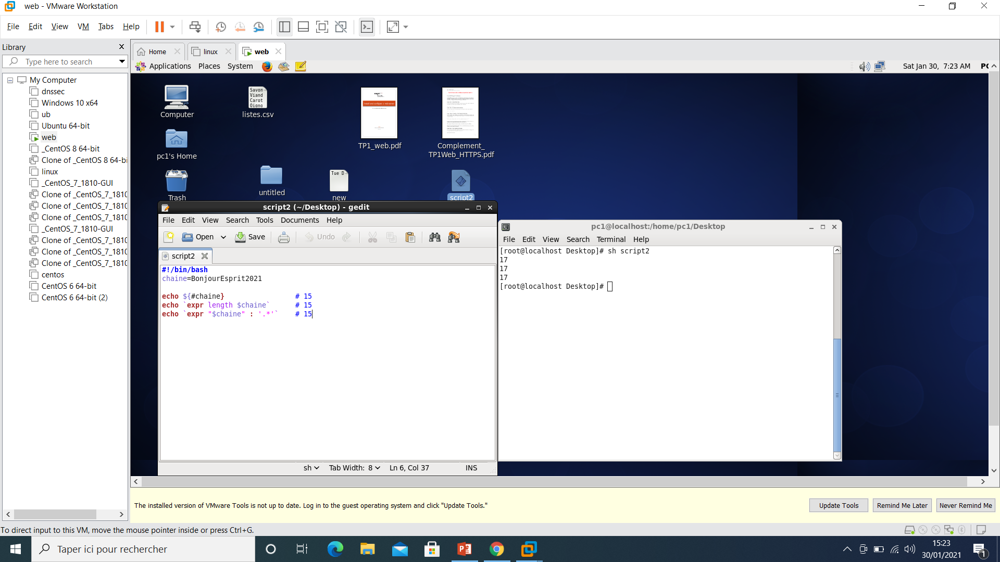 web - VMware Workstation
File Edit View VM Tabs Help
Library
Type here to search
My Computer
dnssec
Windows 10 x64
ub
Ubuntu 64-bit
web
_CentOS 8 64-bit
Clone of _CentOS 8 64-bi
linux
_CentOS_7_1810-GUI
Clone of _CentOS_7_1810
Clone of _CentOS_7_1810
Clone of _CentOS_7_1810
_CentOS_7_1810-GUI
Clone of _CentOS_7_1810
Clone of _CentOS_7_1810
Clone of _CentOS_7_1810
centos
CentOS 6 64-bit
CentOS 6 64-bit (2)
Home linux web
Applications Places System
Sat Jan 30, 7:23 AM PC
Computer
pc1's Home
Trash
Savon
Viand
Carot
Oigno
listes.csv
TP1_web.pdf
Complement_
TP1Web_HTTPS.pdf
untitled
Tue D
new
script2
script2 (~/Desktop) - gedit
File Edit View Search Tools Documents Help
Open Save Undo
script2
#!/bin/bash
chaine=BonjourEsprit2021
echo ${#chaine} # 15
echo `expr length $chaine` # 15
echo `expr "$chaine" : '.*'` # 15
sh Tab Width: 8 Ln 6, Col 37 INS
pc1@localhost:/home/pc1/Desktop
File Edit View Search Terminal Help
[root@localhost Desktop]# sh script2
17
17
17
[root@localhost Desktop]#
The installed version of VMware Tools is not up to date. Log in to the guest operating system and click "Update Tools."
Update Tools Remind Me Later Never Remind Me
To direct input to this VM, move the mouse pointer inside or press Ctrl+G.
Taper ici pour rechercher
15:23
30/01/2021
1